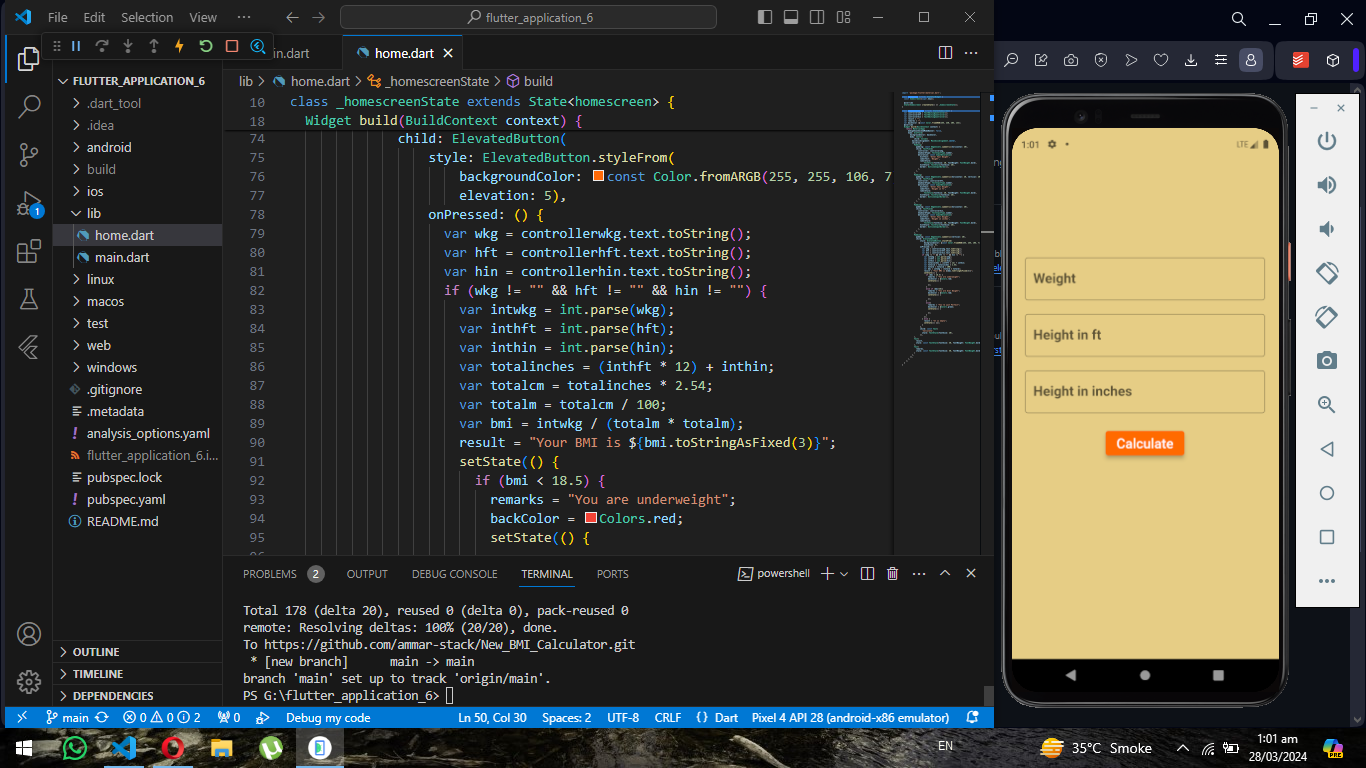 File Edit Selection View ··· flutter_application_6
in.dart home.dart
FLUTTER_APPLICATION_6
.dart_tool
.idea
android
build
ios
lib
home.dart
main.dart
linux
macos
test
web
windows
.gitignore
.metadata
analysis_options.yaml
flutter_application_6.i...
pubspec.lock
pubspec.yaml
README.md
OUTLINE
TIMELINE
DEPENDENCIES
1
lib > home.dart > _homescreenState > build
10 class _homescreenState extends State<homescreen> {
18 Widget build(BuildContext context) {
74 child: ElevatedButton(
75 style: ElevatedButton.styleFrom(
76 backgroundColor: const Color.fromARGB(255, 255, 106, 7
77 elevation: 5),
78 onPressed: () {
79 var wkg = controllerwkg.text.toString();
80 var hft = controllerhft.text.toString();
81 var hin = controllerhin.text.toString();
82 if (wkg != "" && hft != "" && hin != "") {
83 var intwkg = int.parse(wkg);
84 var inthft = int.parse(hft);
85 var inthin = int.parse(hin);
86 var totalinches = (inthft * 12) + inthin;
87 var totalcm = totalinches * 2.54;
88 var totalm = totalcm / 100;
89 var bmi = intwkg / (totalm * totalm);
90 result = "Your BMI is ${bmi.toStringAsFixed(3)}";
91 setState(() {
92 if (bmi < 18.5) {
93 remarks = "You are underweight";
94 backColor = Colors.red;
95 setState(() {
PROBLEMS 2 OUTPUT DEBUG CONSOLE TERMINAL PORTS powershell
Total 178 (delta 20), reused 0 (delta 0), pack-reused 0
remote: Resolving deltas: 100% (20/20), done.
To https://github.com/ammar-stack/New_BMI_Calculator.git
* [new branch] main -> main
branch 'main' set up to track 'origin/main'.
PS G:\flutter_application_6>
main 0 0 2 0 Debug my code Ln 50, Col 30 Spaces: 2 UTF-8 CRLF {} Dart Pixel 4 API 28 (android-x86 emulator)
1:01 LTE
Weight
Height in ft
Height in inches
Calculate
EN 35°C Smoke 1:01 am
28/03/2024
PRE